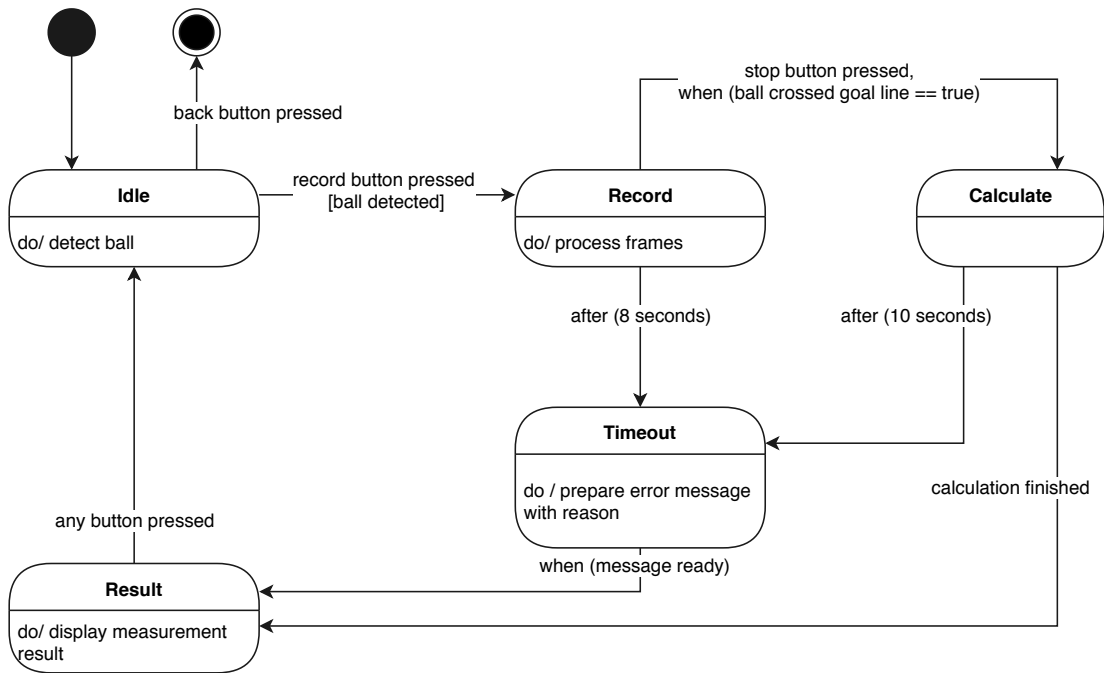 stop button pressed,
when (ball crossed goal line == true)
back button pressed
record button pressed
[ball detected]
Idle
do/ detect ball
Record
do/ process frames
Calculate
after (8 seconds)
after (10 seconds)
Timeout
do / prepare error message
with reason
calculation finished
any button pressed
when (message ready)
Result
do/ display measurement
result